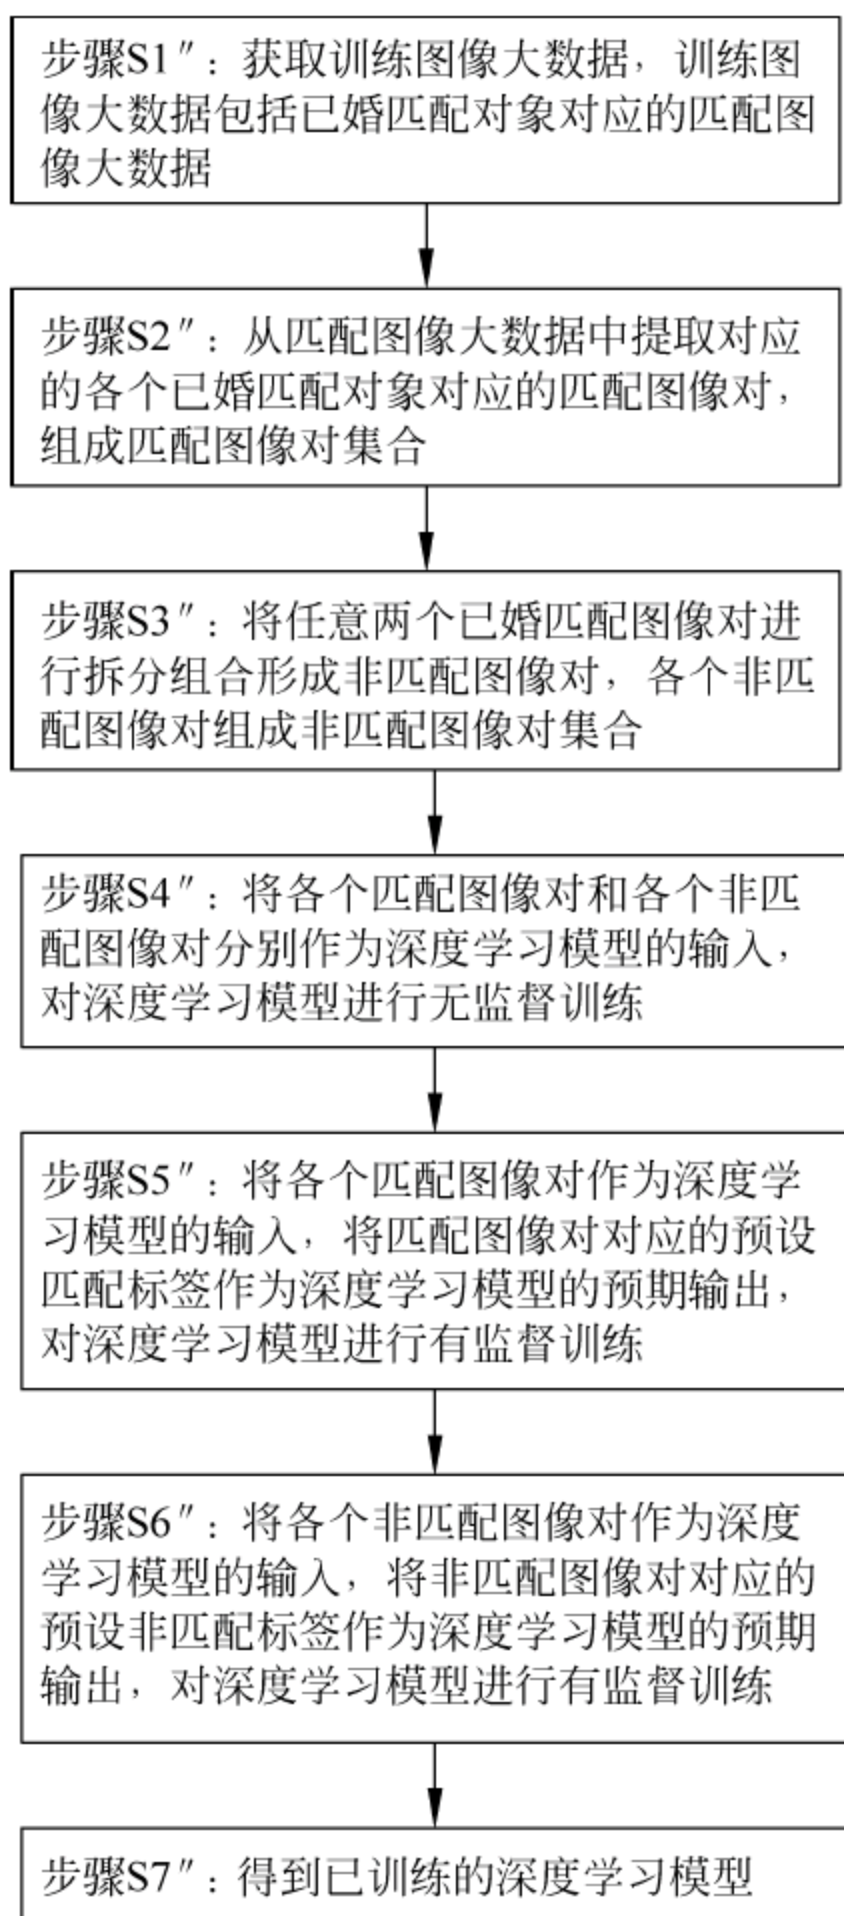 步骤S1″：获取训练图像大数据，训练图
像大数据包括已婚匹配对象对应的匹配图
像大数据
步骤S2″：从匹配图像大数据中提取对应
的各个已婚匹配对象对应的匹配图像对，
组成匹配图像对集合
步骤S3″：将任意两个已婚匹配图像对进
行拆分组合形成非匹配图像对，各个非匹
配图像对组成非匹配图像对集合
步骤S4″：将各个匹配图像对和各个非匹
配图像对分别作为深度学习模型的输入，
对深度学习模型进行无监督训练
步骤S5″：将各个匹配图像对作为深度学
习模型的输入，将匹配图像对对应的预设
匹配标签作为深度学习模型的预期输出，
对深度学习模型进行有监督训练
步骤S6″：将各个非匹配图像对作为深度
学习模型的输入，将非匹配图像对对应的
预设非匹配标签作为深度学习模型的预期
输出，对深度学习模型进行有监督训练
步骤S7″：得到已训练的深度学习模型